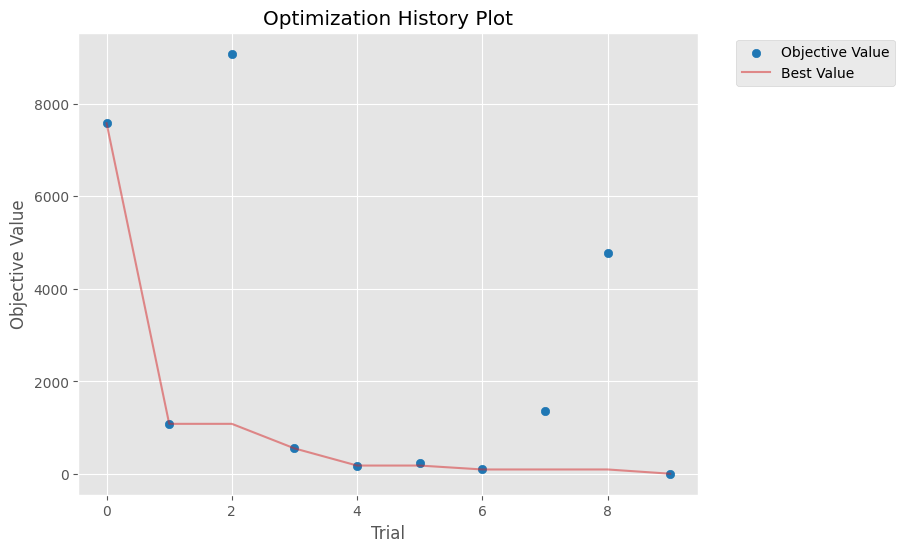 Optimization History Plot
Objective Value
Best Value
Objective Value
8000
6000
4000
2000
0
0 2 4 6 8
Trial